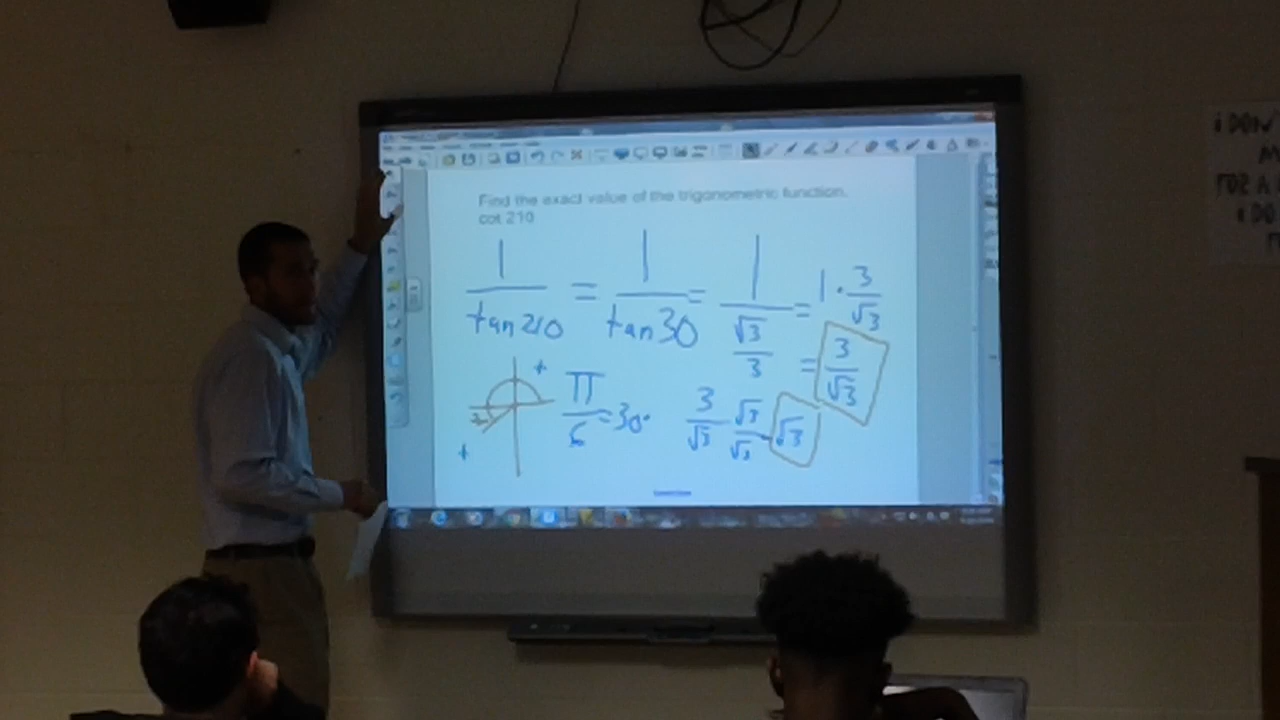 Find the exact value of the trigonometric function.
cot 210
1/tan 210 = 1/tan 30 = 1/(√3/3) = 1 · 3/√3
= 3/√3
+
π/6 = 30°
3/√3 √3/√3 √3
+
I DON'